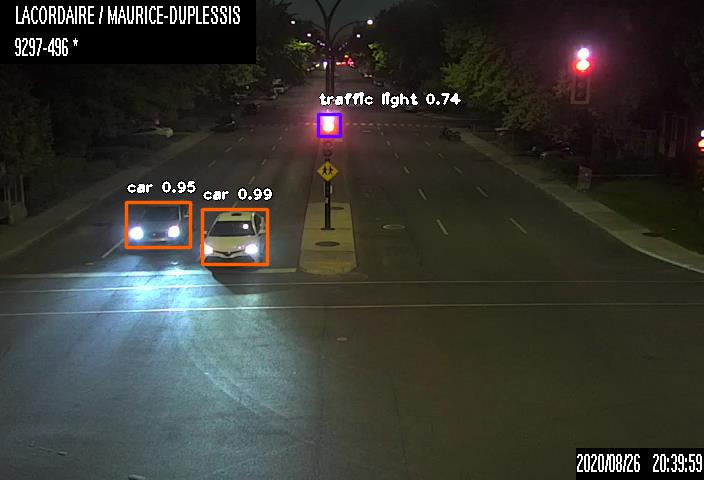 LACORDAIRE / MAURICE-DUPLESSIS
9297-496 *
traffic light 0.74
car 0.95
car 0.99
2020/08/26 20:39:59